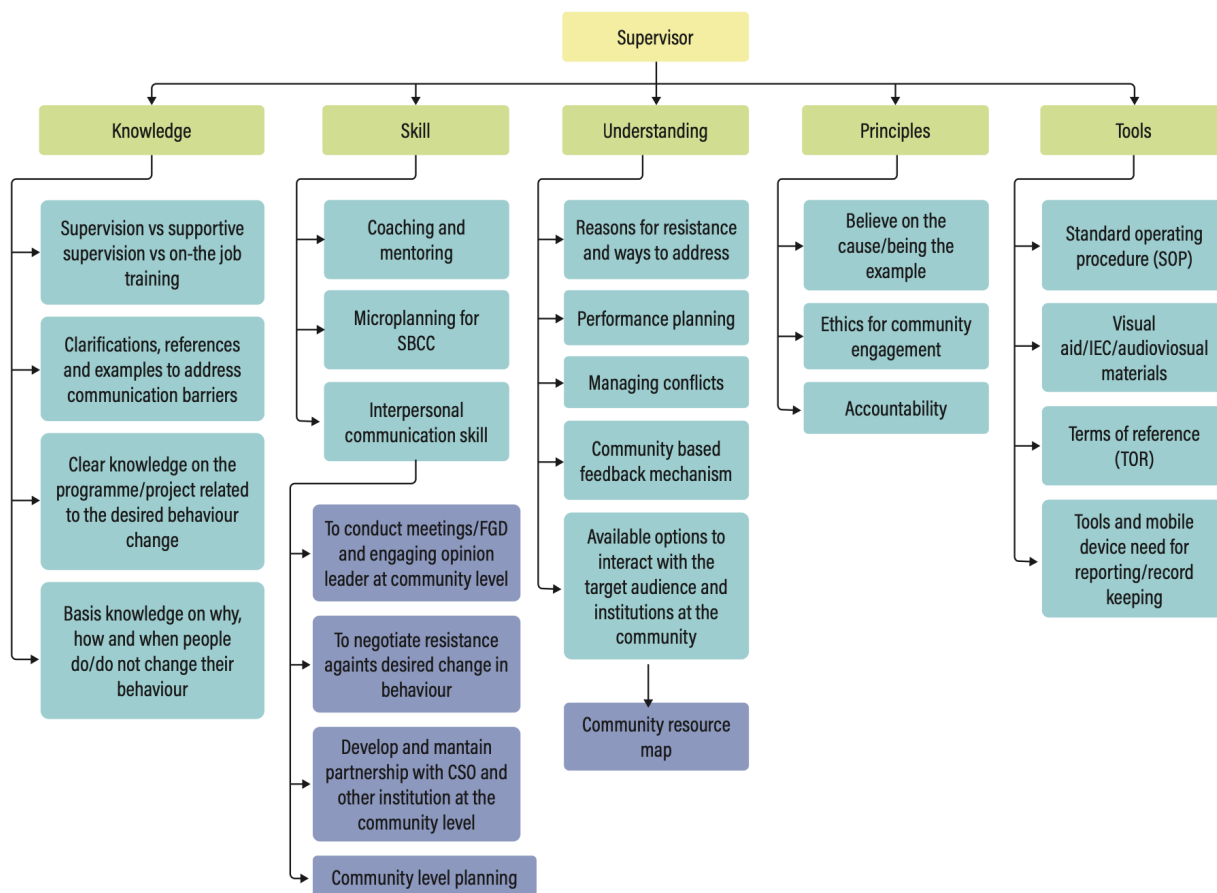 Supervisor
Knowledge
Skill
Understanding
Principles
Tools
Supervision vs supportive
supervision vs on-the job
training
Clarifications, references
and examples to address
communication barriers
Clear knowledge on the
programme/project related
to the desired behaviour
change
Basis knowledge on why,
how and when people
do/do not change their
behaviour
Coaching and
mentoring
Microplanning for
SBCC
Interpersonal
communication skill
To conduct meetings/FGD
and engaging opinion
leader at community level
To negotiate resistance
againts desired change in
behaviour
Develop and mantain
partnership with CSO and
other institution at the
community level
Community level planning
Reasons for resistance
and ways to address
Performance planning
Managing conflicts
Community based
feedback mechanism
Available options to
interact with the
target audience and
institutions at the
community
Community resource
map
Believe on the
cause/being the
example
Ethics for community
engagement
Accountability
Standard operating
procedure (SOP)
Visual
aid/IEC/audioviosual
materials
Terms of reference
(TOR)
Tools and mobile
device need for
reporting/record
keeping